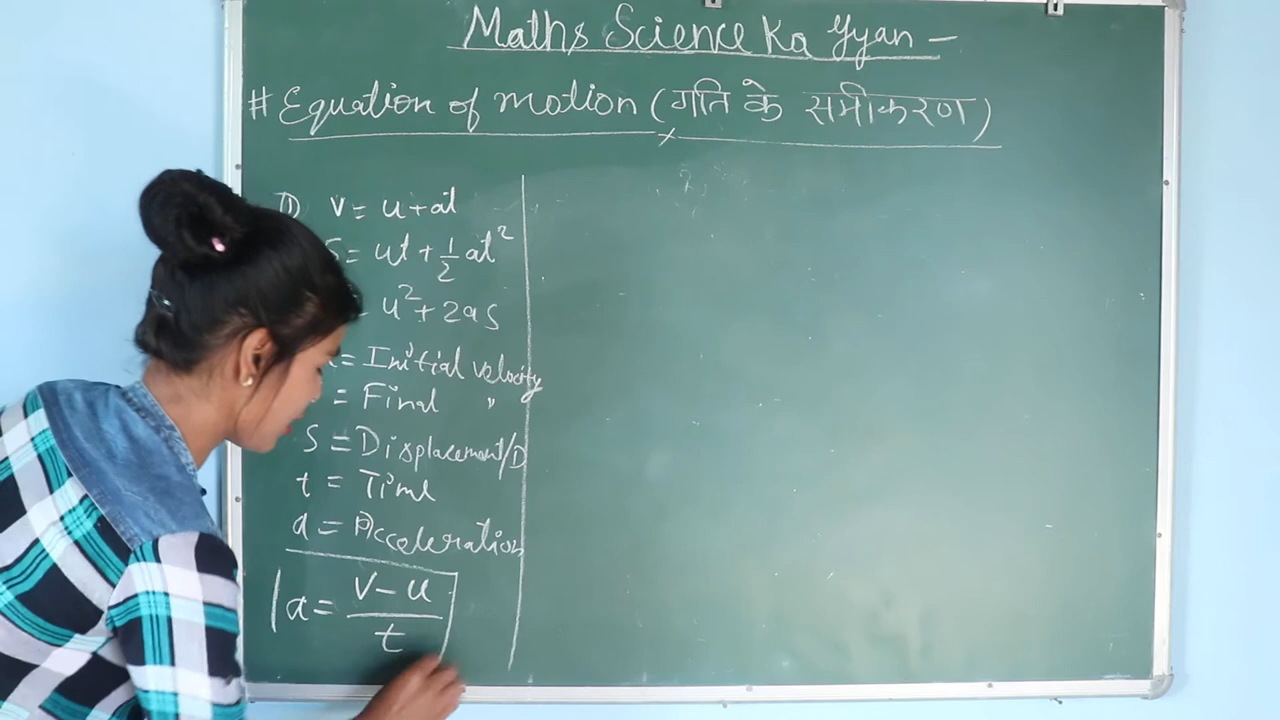 Maths Science Ka Gyan -
# Equation of motion (गति के समीकरण)
① V = u + at
S = ut + 1/2 at²
= u² + 2as
= Initial velocity
= Final "
S = Displacement/D
t = Time
a = Acceleration
a = V - u / t